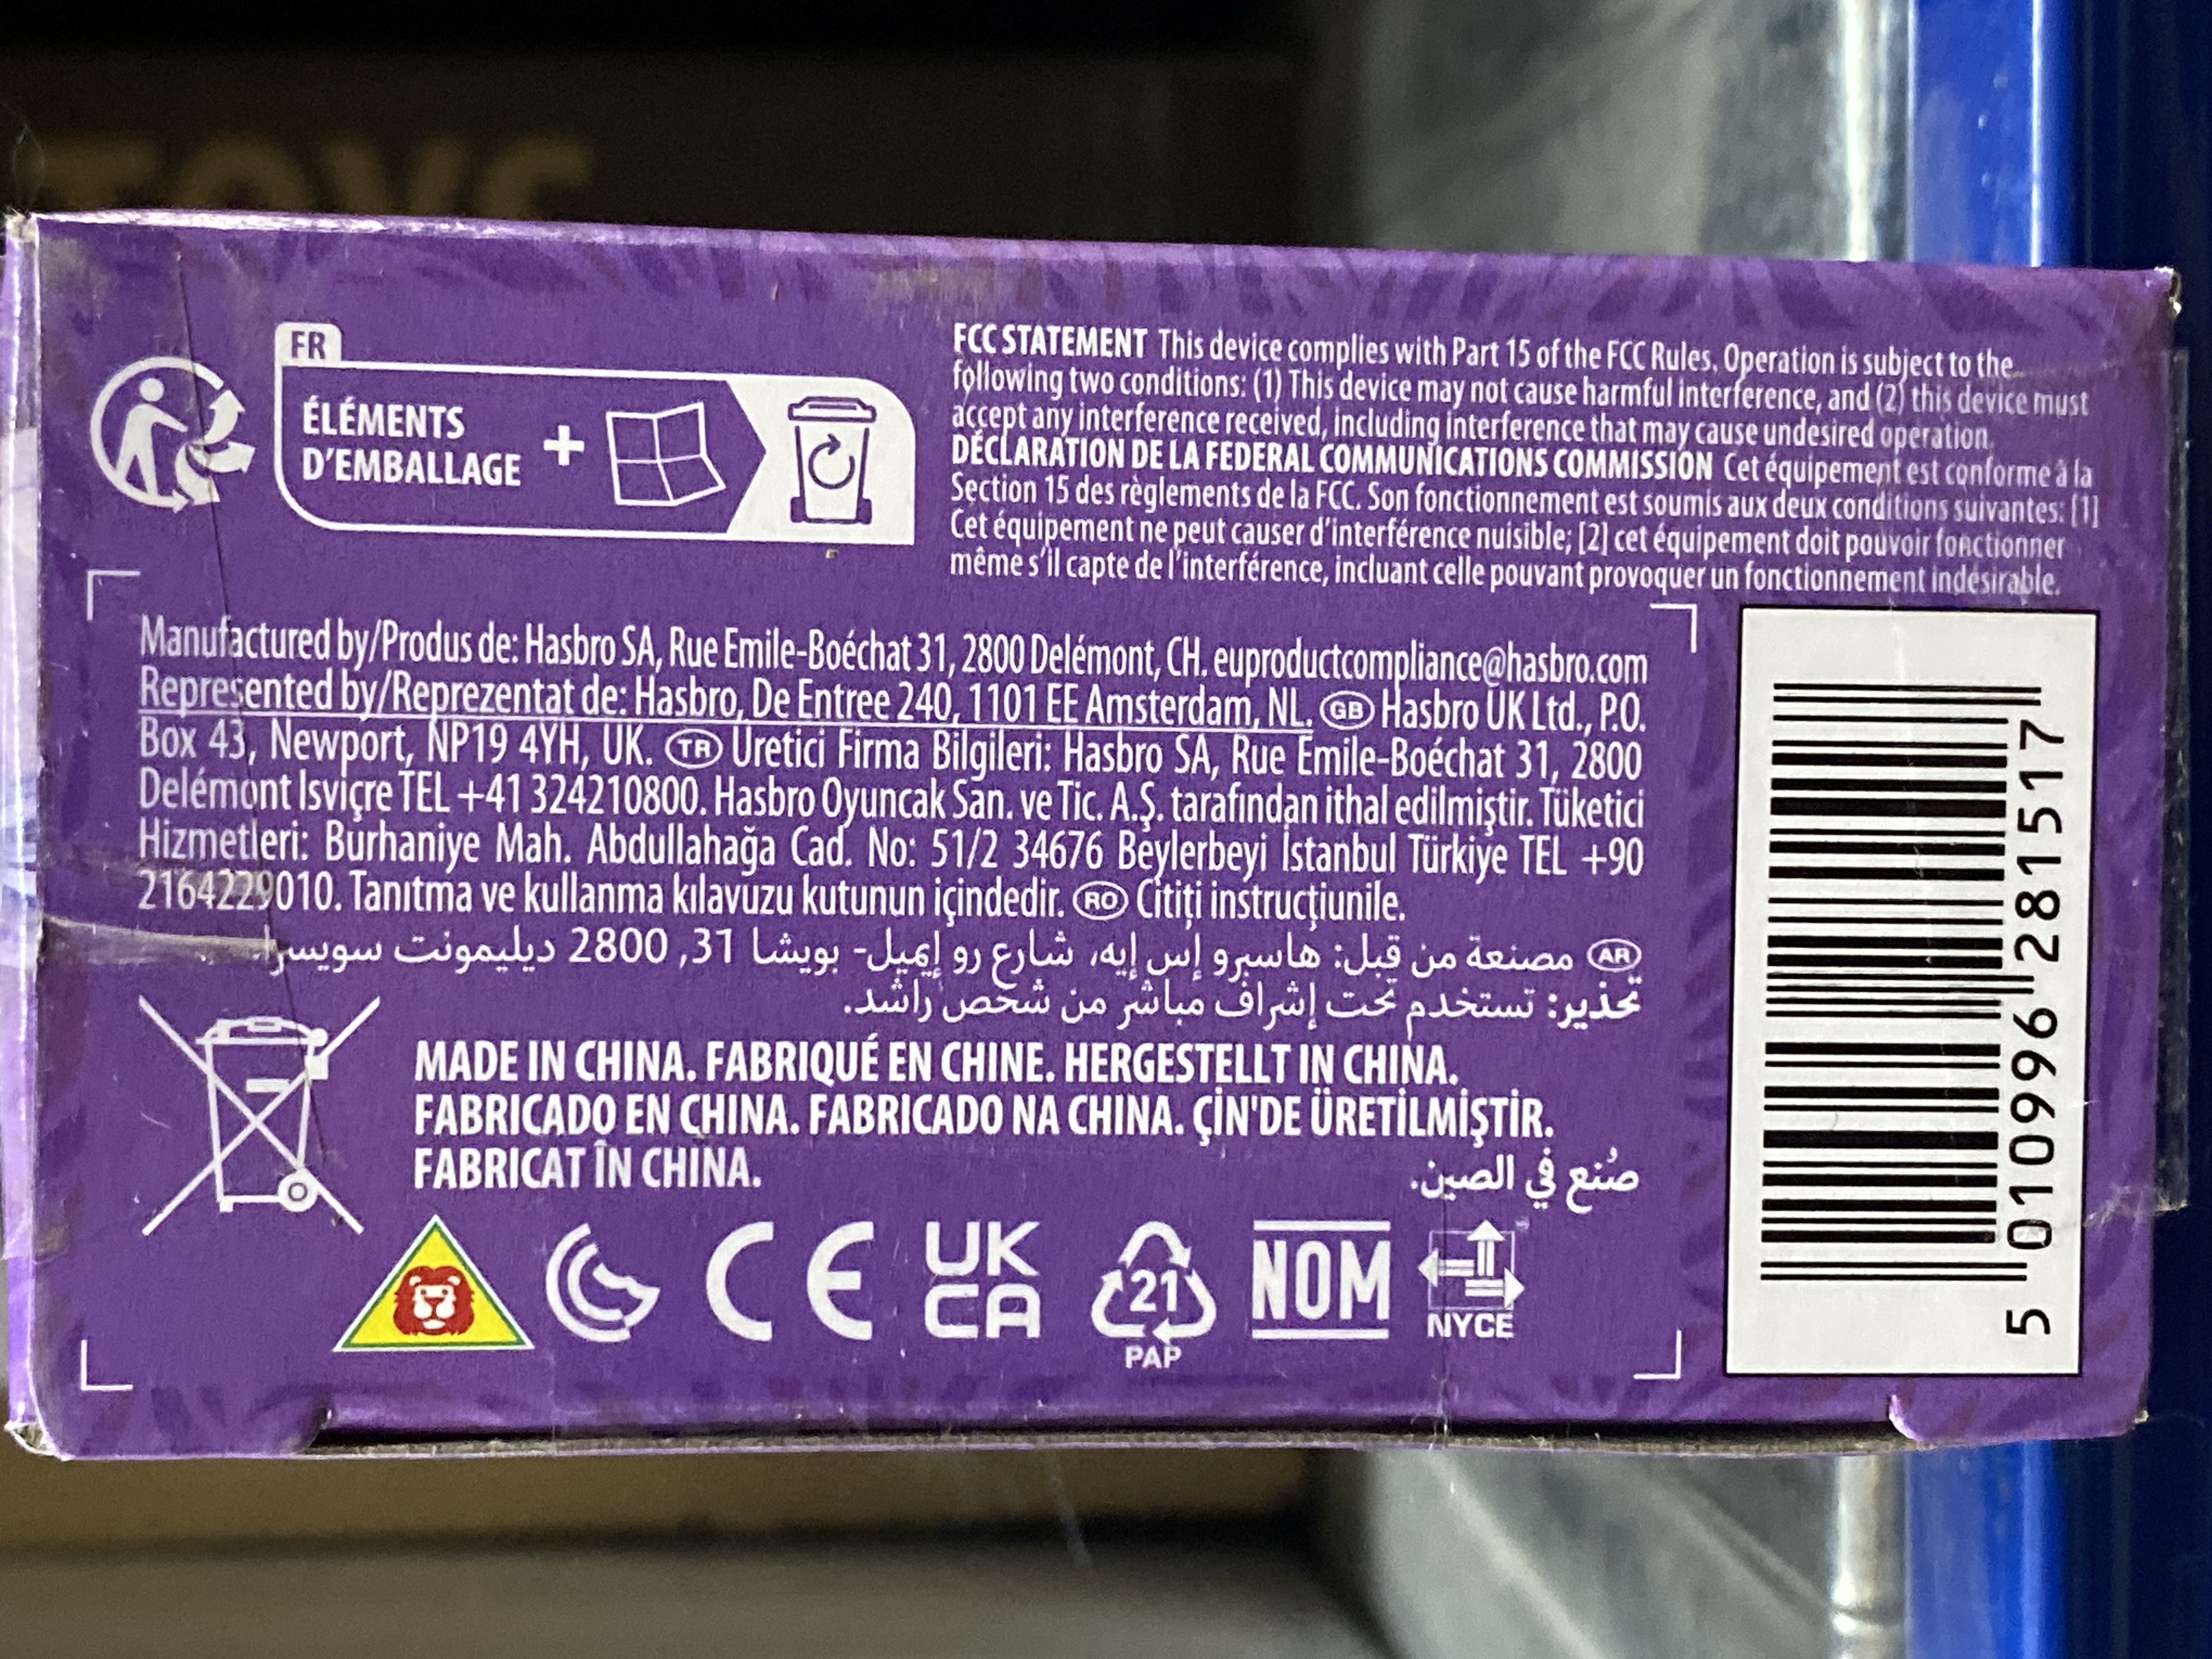 FR
ÉLÉMENTS
D'EMBALLAGE
+
FCC STATEMENT This device complies with Part 15 of the FCC Rules. Operation is subject to the
following two conditions: (1) This device may not cause harmful interference, and (2) this device must
accept any interference received, including interference that may cause undesired operation.
DÉCLARATION DE LA FEDERAL COMMUNICATIONS COMMISSION Cet équipement est conforme à la
Section 15 des règlements de la FCC. Son fonctionnement est soumis aux deux conditions suivantes: [1]
Cet équipement ne peut causer d'interférence nuisible; [2] cet équipement doit pouvoir fonctionner
même s'il capte de l'interférence, incluant celle pouvant provoquer un fonctionnement indésirable.
Manufactured by/Produs de: Hasbro SA, Rue Emile-Boéchat 31, 2800 Delémont, CH. euproductcompliance@hasbro.com
Represented by/Reprezentat de: Hasbro, De Entree 240, 1101 EE Amsterdam, NL. GB Hasbro UK Ltd., P.O.
Box 43, Newport, NP19 4YH, UK. TR Üretici Firma Bilgileri: Hasbro SA, Rue Emile-Boéchat 31, 2800
Delémont Isviçre TEL +41 324210800. Hasbro Oyuncak San. ve Tic. A.Ş. tarafından ithal edilmiştir. Tüketici
Hizmetleri: Burhaniye Mah. Abdullahağa Cad. No: 51/2 34676 Beylerbeyi İstanbul Türkiye TEL +90
2164229010. Tanıtma ve kullanma kılavuzu kutunun içindedir. RO Citiți instrucțiunile.
AR مصنعة من قبل: هاسبرو إس إيه، شارع رو إيميل- بويشا 31, 2800 ديليمونت سويسرا.
تحذير: تستخدم تحت إشراف مباشر من شخص راشد.
MADE IN CHINA. FABRIQUÉ EN CHINE. HERGESTELLT IN CHINA.
FABRICADO EN CHINA. FABRICADO NA CHINA. ÇİN'DE ÜRETİLMİŞTİR.
FABRICAT ÎN CHINA.
صُنع في الصين.
CE
UK
CA
21
PAP
NOM
NYCE
5 010996 281517